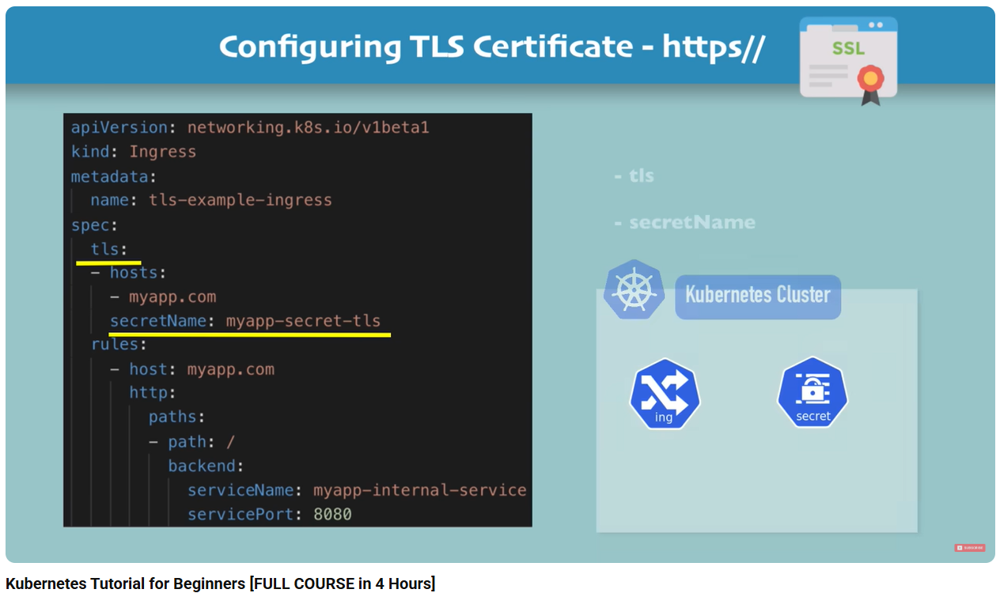 Configuring TLS Certificate - https//
SSL
apiVersion: networking.k8s.io/v1beta1
kind: Ingress
metadata:
name: tls-example-ingress
spec:
tls:
- hosts:
- myapp.com
secretName: myapp-secret-tls
rules:
- host: myapp.com
http:
paths:
- path: /
backend:
serviceName: myapp-internal-service
servicePort: 8080
- tls
- secretName
Kubernetes Cluster
ing
secret
SUBSCRIBE
Kubernetes Tutorial for Beginners [FULL COURSE in 4 Hours]